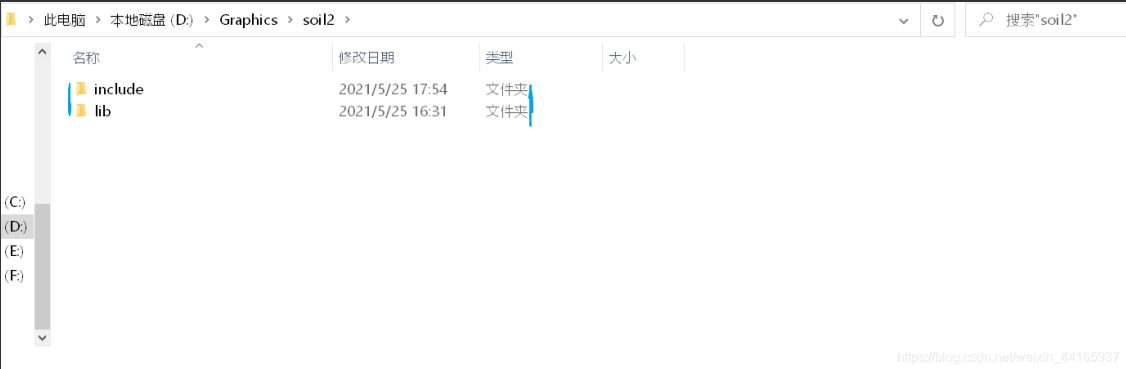 此电脑 > 本地磁盘 (D:) > Graphics > soil2 >
搜索"soil2"
名称 修改日期 类型 大小
include 2021/5/25 17:54 文件夹
lib 2021/5/25 16:31 文件夹
(C:)
(D:)
(E:)
(F:)
https://blog.csdn.net/weixin_44165937